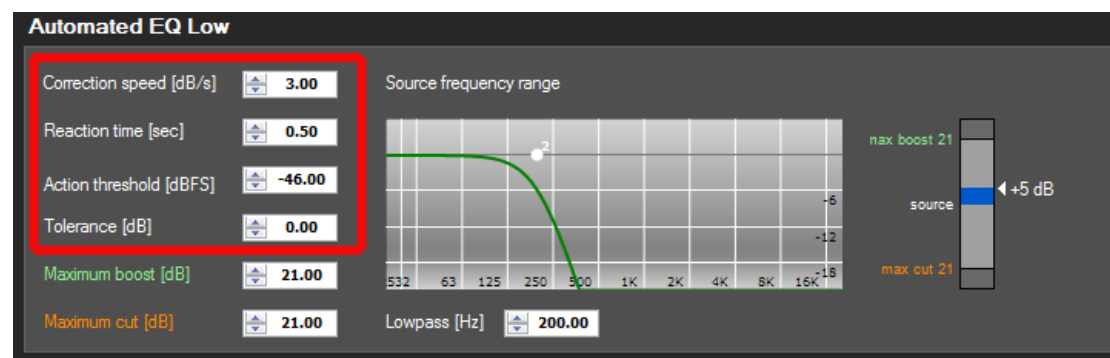 Automated EQ Low
Correction speed [dB/s] 3.00
Source frequency range
Reaction time [sec] 0.50
Action threshold [dBFS] -46.00
Tolerance [dB] 0.00
Maximum boost [dB] 21.00
Maximum cut [dB] 21.00
2
-6
-12
-18
532 63 125 250 500 1K 2K 4K 8K 16K
Lowpass [Hz] 200.00
nax boost 21
source
+5 dB
max cut 21